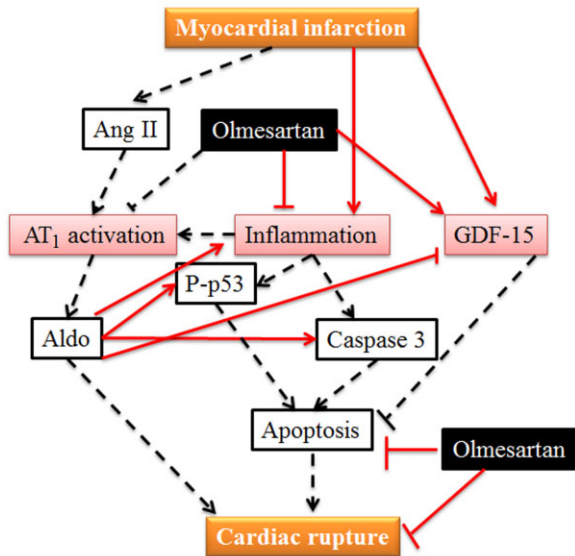 Myocardial infarction
Ang II
Olmesartan
AT1 activation
Inflammation
GDF-15
P-p53
Aldo
Caspase 3
Apoptosis
Olmesartan
Cardiac rupture